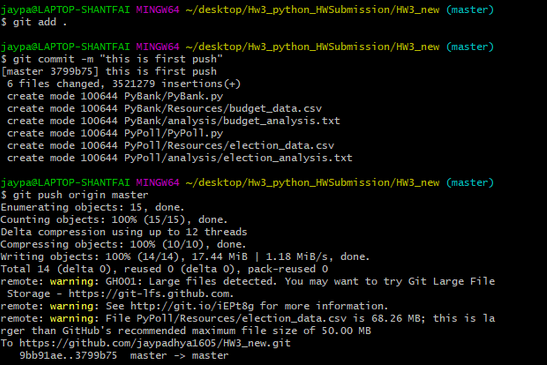 jaypa@LAPTOP-SHANTFAI MINGW64 ~/desktop/Hw3_python_HWSubmission/HW3_new (master)
$ git add .
jaypa@LAPTOP-SHANTFAI MINGW64 ~/desktop/Hw3_python_HWSubmission/HW3_new (master)
$ git commit -m "this is first push"
[master 3799b75] this is first push
 6 files changed, 3521279 insertions(+)
 create mode 100644 PyBank/PyBank.py
 create mode 100644 PyBank/Resources/budget_data.csv
 create mode 100644 PyBank/analysis/budget_analysis.txt
 create mode 100644 PyPoll/PyPoll.py
 create mode 100644 PyPoll/Resources/election_data.csv
 create mode 100644 PyPoll/analysis/election_analysis.txt
jaypa@LAPTOP-SHANTFAI MINGW64 ~/desktop/Hw3_python_HWSubmission/HW3_new (master)
$ git push origin master
Enumerating objects: 15, done.
Counting objects: 100% (15/15), done.
Delta compression using up to 12 threads
Compressing objects: 100% (10/10), done.
Writing objects: 100% (14/14), 17.44 MiB | 1.18 MiB/s, done.
Total 14 (delta 0), reused 0 (delta 0), pack-reused 0
remote: warning: GH001: Large files detected. You may want to try Git Large File
 Storage - https://git-lfs.github.com.
remote: warning: See http://git.io/iEPt8g for more information.
remote: warning: File PyPoll/Resources/election_data.csv is 68.26 MB; this is la
rger than GitHub's recommended maximum file size of 50.00 MB
To https://github.com/jaypadhya1605/HW3_new.git
   9bb91ae..3799b75  master -> master